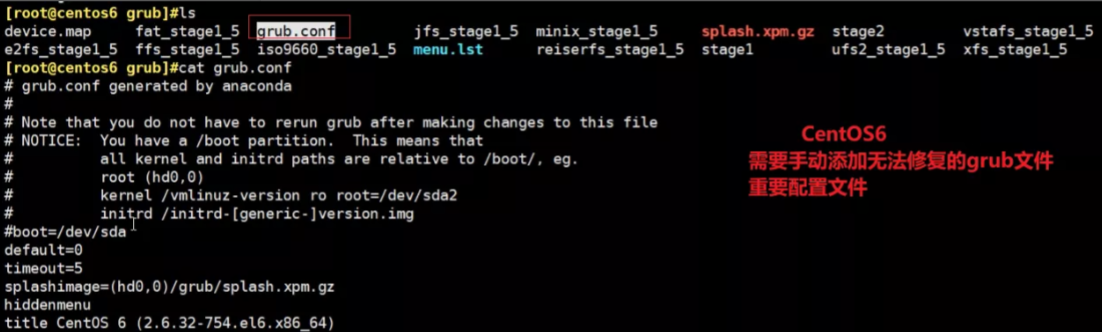 [root@centos6 grub]#ls
device.map    fat_stage1_5  grub.conf         jfs_stage1_5  minix_stage1_5     splash.xpm.gz  stage2       vstafs_stage1_5
e2fs_stage1_5  ffs_stage1_5  iso9660_stage1_5  menu.lst      reiserfs_stage1_5  stage1         ufs2_stage1_5  xfs_stage1_5
[root@centos6 grub]#cat grub.conf
# grub.conf generated by anaconda
#
# Note that you do not have to rerun grub after making changes to this file
# NOTICE:  You have a /boot partition.  This means that
#          all kernel and initrd paths are relative to /boot/, eg.
#          root (hd0,0)
#          kernel /vmlinuz-version ro root=/dev/sda2
#          initrd /initrd-[generic-]version.img
#boot=/dev/sda
default=0
timeout=5
splashimage=(hd0,0)/grub/splash.xpm.gz
hiddenmenu
title CentOS 6 (2.6.32-754.el6.x86_64)
CentOS6
需要手动添加无法修复的grub文件
重要配置文件